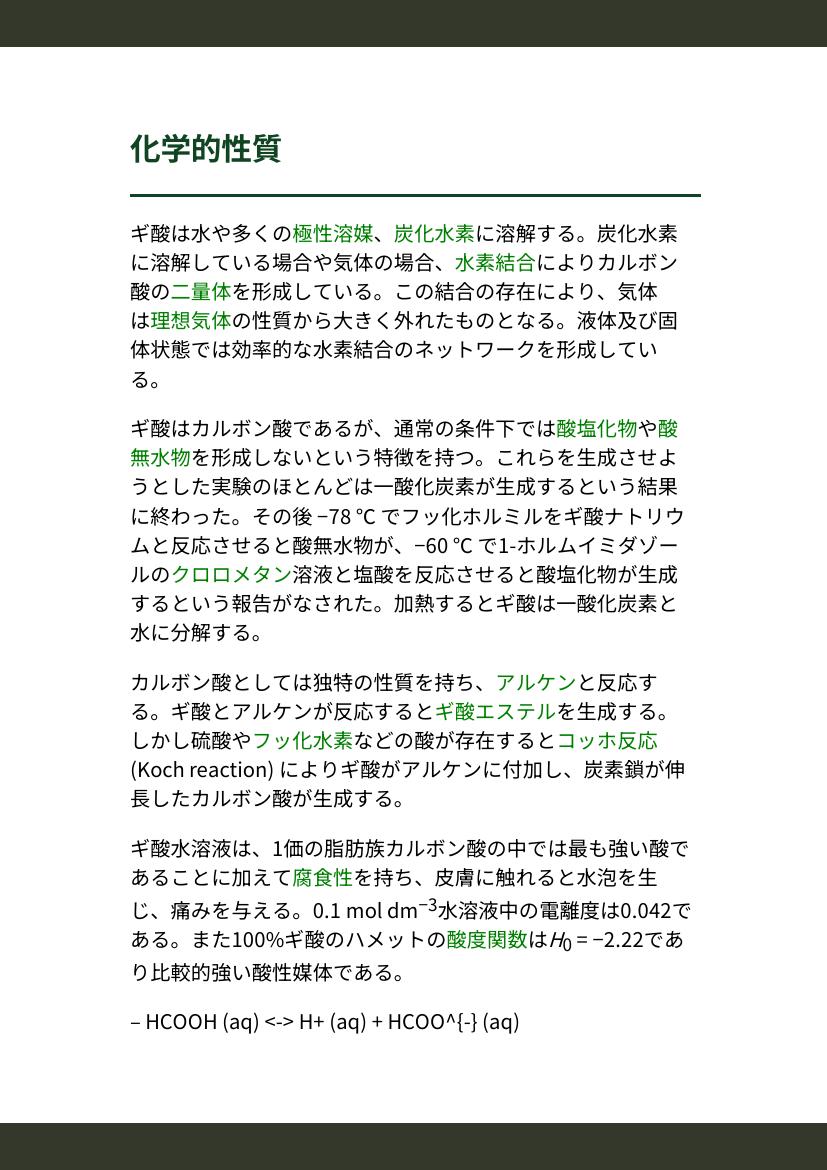 化学的性質
ギ酸は水や多くの極性溶媒、炭化水素に溶解する。炭化水素
に溶解している場合や気体の場合、水素結合によりカルボン
酸の二量体を形成している。この結合の存在により、気体
は理想気体の性質から大きく外れたものとなる。液体及び固
体状態では効率的な水素結合のネットワークを形成してい
る。
ギ酸はカルボン酸であるが、通常の条件下では酸塩化物や酸
無水物を形成しないという特徴を持つ。これらを生成させよ
うとした実験のほとんどは一酸化炭素が生成するという結果
に終わった。その後 −78 °C でフッ化ホルミルをギ酸ナトリウ
ムと反応させると酸無水物が、−60 °C で1-ホルムイミダゾー
ルのクロロメタン溶液と塩酸を反応させると酸塩化物が生成
するという報告がなされた。加熱するとギ酸は一酸化炭素と
水に分解する。
カルボン酸としては独特の性質を持ち、アルケンと反応す
る。ギ酸とアルケンが反応するとギ酸エステルを生成する。
しかし硫酸やフッ化水素などの酸が存在するとコッホ反応
(Koch reaction) によりギ酸がアルケンに付加し、炭素鎖が伸
長したカルボン酸が生成する。
ギ酸水溶液は、1価の脂肪族カルボン酸の中では最も強い酸で
あることに加えて腐食性を持ち、皮膚に触れると水泡を生
じ、痛みを与える。0.1 mol dm⁻³水溶液中の電離度は0.042で
ある。また100%ギ酸のハメットの酸度関数はH₀ = −2.22であ
り比較的強い酸性媒体である。
– HCOOH (aq) <-> H+ (aq) + HCOO^{-} (aq)